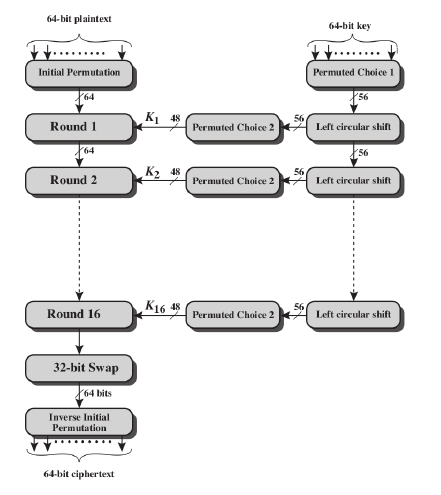 64-bit plaintext
64-bit key
Initial Permutation
Permuted Choice 1
64
56
Round 1
K1
48
Permuted Choice 2
56
Left circular shift
64
56
Round 2
K2
48
Permuted Choice 2
56
Left circular shift
Round 16
K16
48
Permuted Choice 2
56
Left circular shift
32-bit Swap
64 bits
Inverse Initial
Permutation
64-bit ciphertext